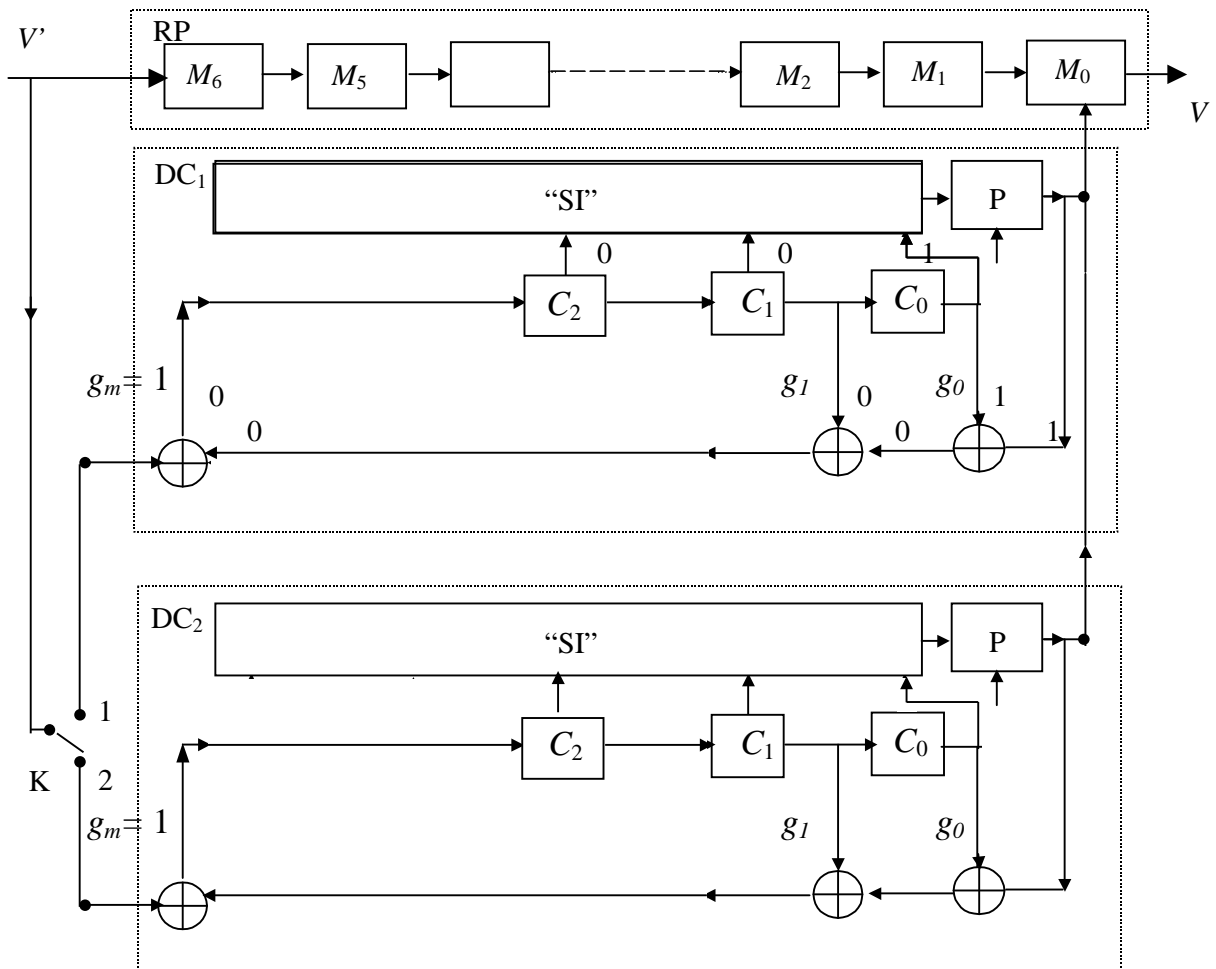 V’
RP
M₆
M₅
M₂
M₁
M₀
V
DC₁
“SI”
P
0
0
1
C₂
C₁
C₀
gₘ= 1
0
g₁
0
g₀
1
0
0
1
DC₂
“SI”
P
1
K
2
C₂
C₁
C₀
gₘ= 1
g₁
g₀